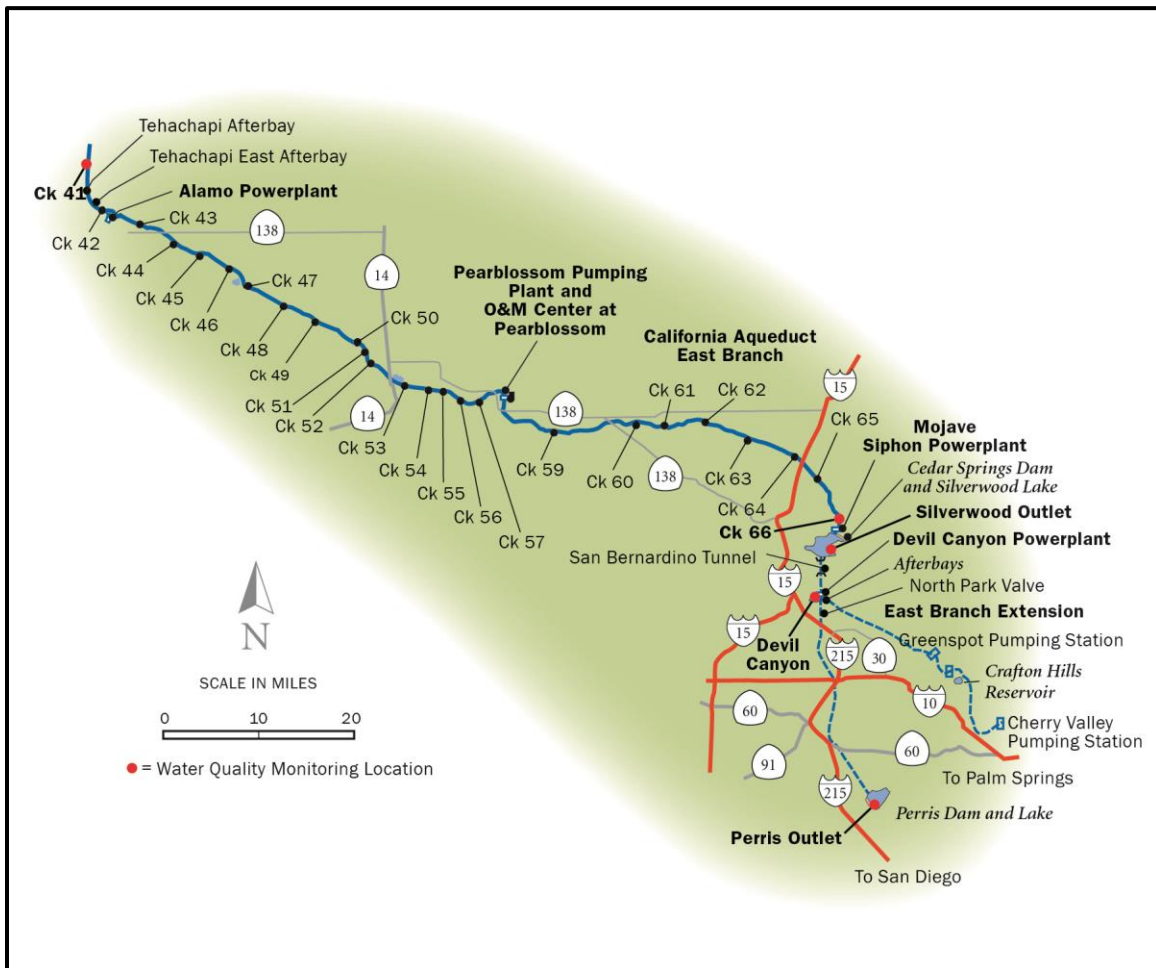 Tehachapi Afterbay
Tehachapi East Afterbay
Ck 41
Alamo Powerplant
Ck 42
Ck 43
138
Ck 44
Ck 45
Ck 46
Ck 47
14
Ck 48
Ck 49
Ck 50
Ck 51
Ck 52
14
Ck 53
Ck 54
Ck 55
Ck 56
Ck 57
Pearblossom Pumping
Plant and
O&M Center at
Pearblossom
California Aqueduct
East Branch
138
Ck 59
Ck 60
Ck 61
Ck 62
138
Ck 63
Ck 64
15
Ck 65
Mojave
Siphon Powerplant
Cedar Springs Dam
and Silverwood Lake
Ck 66
Silverwood Outlet
San Bernardino Tunnel
Devil Canyon Powerplant
Afterbays
North Park Valve
East Branch Extension
15
15
Devil
Canyon
215
30
Greenspot Pumping Station
Crafton Hills
Reservoir
10
Cherry Valley
Pumping Station
60
91
60
To Palm Springs
215
Perris Dam and Lake
Perris Outlet
To San Diego
N
SCALE IN MILES
0 10 20
= Water Quality Monitoring Location